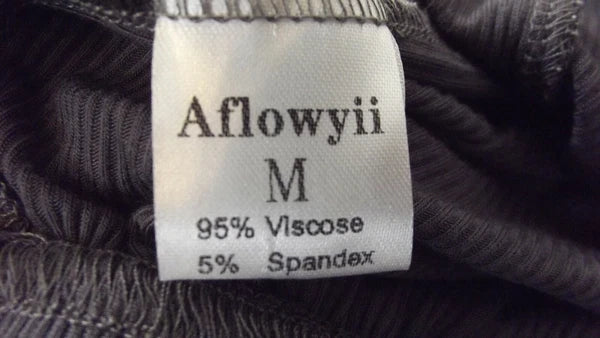 Aflowyii
M
95% Viscose
5% Spandex